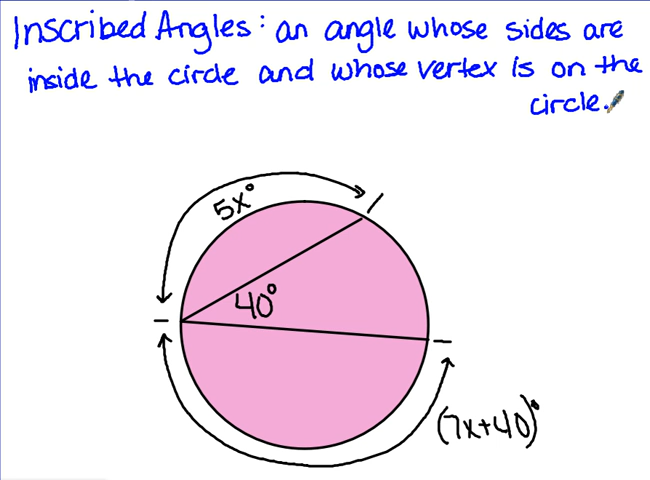 Inscribed Angles: an angle whose sides are
inside the circle and whose vertex is on the
circle.
5x°
40°
(7x+40)°